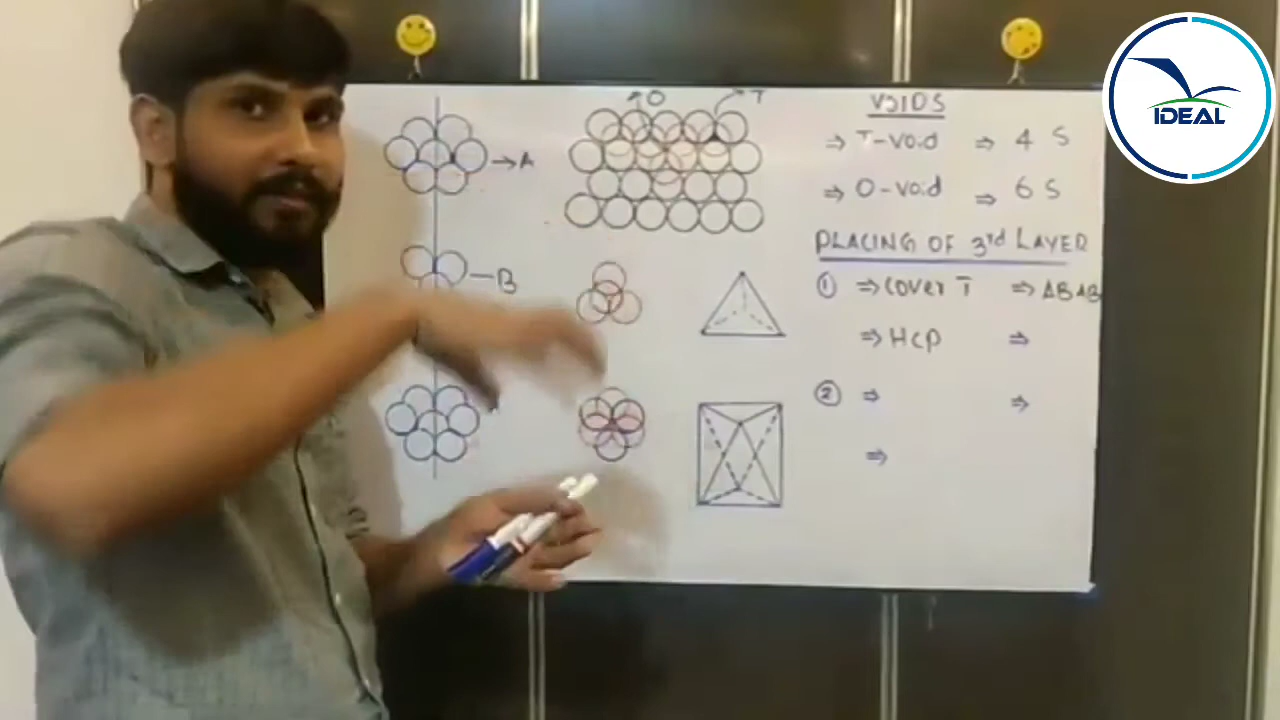 IDEAL
O T
VOIDS
⇒ T-void ⇒ 4 S
⇒ O-void ⇒ 6 S
PLACING OF 3rd LAYER
① ⇒ Cover T ⇒ ABAB
⇒ Hcp ⇒
② ⇒ ⇒
⇒
→ A
— B